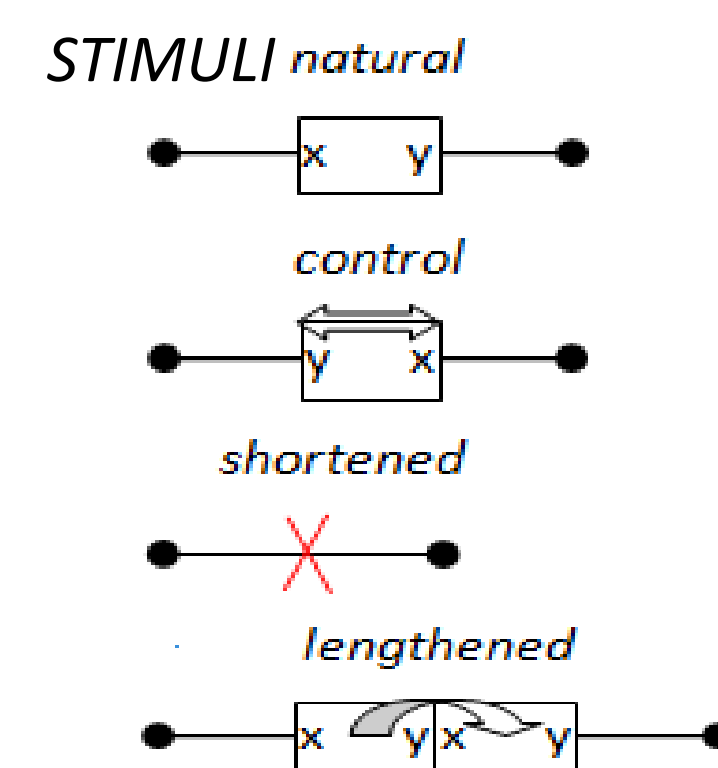 STIMULI natural
x y
control
y x
shortened
lengthened
x y x y